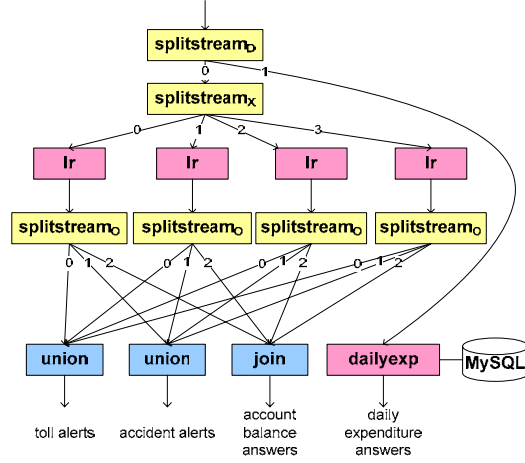 splitstreamD
0 1
splitstreamX
0 1 2 3
lr lr lr lr
splitstreamO splitstreamO splitstreamO splitstreamO
0 1 2 0 1 2 0 1 2 0 1 2
union union join dailyexp MySQL
toll alerts accident alerts account daily
balance expenditure
answers answers